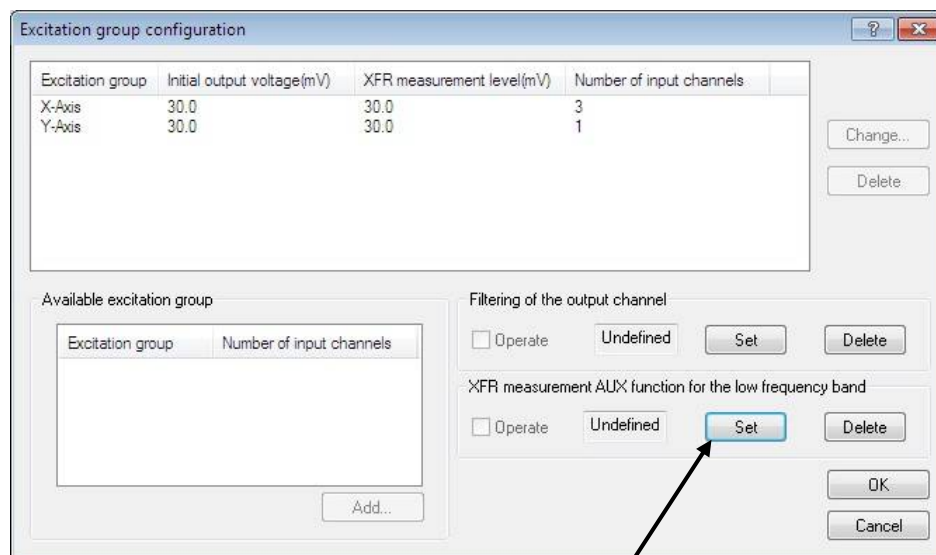 Excitation group configuration
Excitation group Initial output voltage(mV) XFR measurement level(mV) Number of input channels
X-Axis 30.0 30.0 3
Y-Axis 30.0 30.0 1
Change...
Delete
Available excitation group
Excitation group Number of input channels
Add...
Filtering of the output channel
Operate Undefined Set Delete
XFR measurement AUX function for the low frequency band
Operate Undefined Set Delete
OK
Cancel